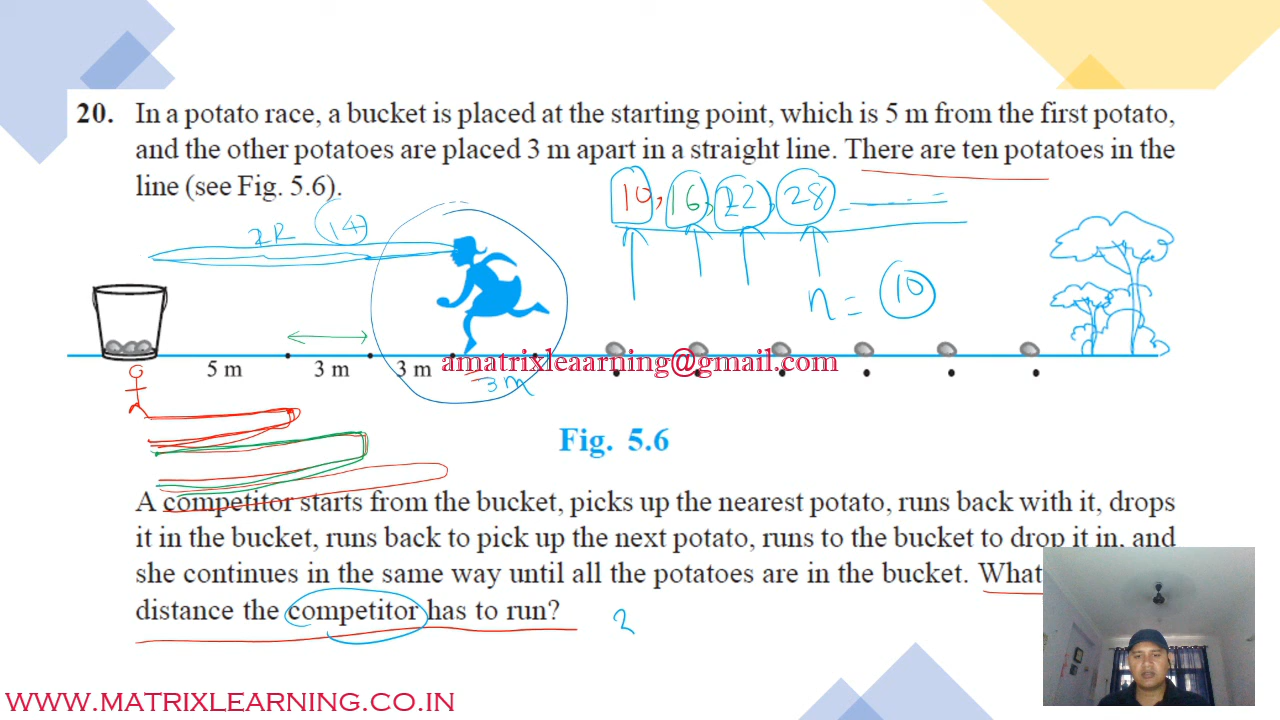 20. In a potato race, a bucket is placed at the starting point, which is 5 m from the first potato,
and the other potatoes are placed 3 m apart in a straight line. There are ten potatoes in the
line (see Fig. 5.6).
10, 16, 22, 28
2R 14
n = 10
5 m 3 m 3 m amatrixlearning@gmail.com
3 m
Fig. 5.6
A competitor starts from the bucket, picks up the nearest potato, runs back with it, drops
it in the bucket, runs back to pick up the next potato, runs to the bucket to drop it in, and
she continues in the same way until all the potatoes are in the bucket. What
distance the competitor has to run?
2
WWW.MATRIXLEARNING.CO.IN